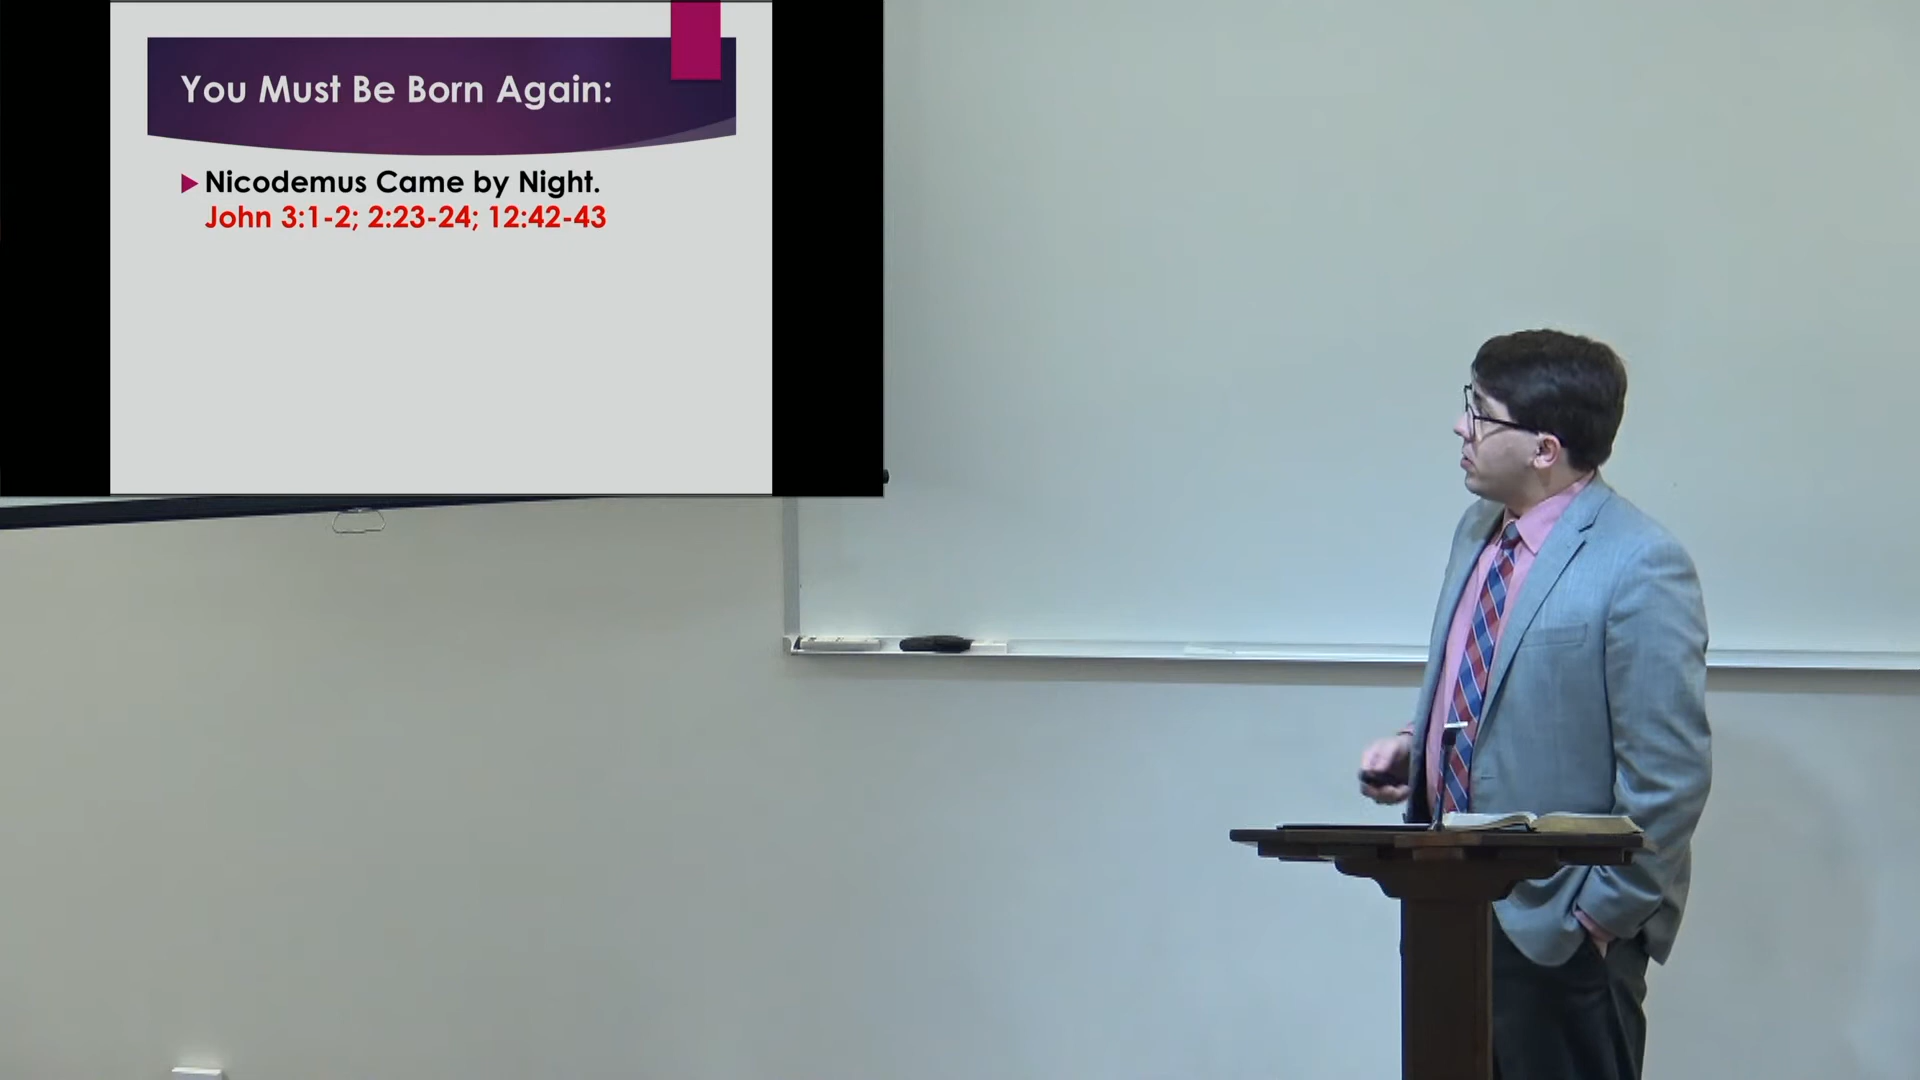 You Must Be Born Again:
Nicodemus Came by Night.
John 3:1-2; 2:23-24; 12:42-43